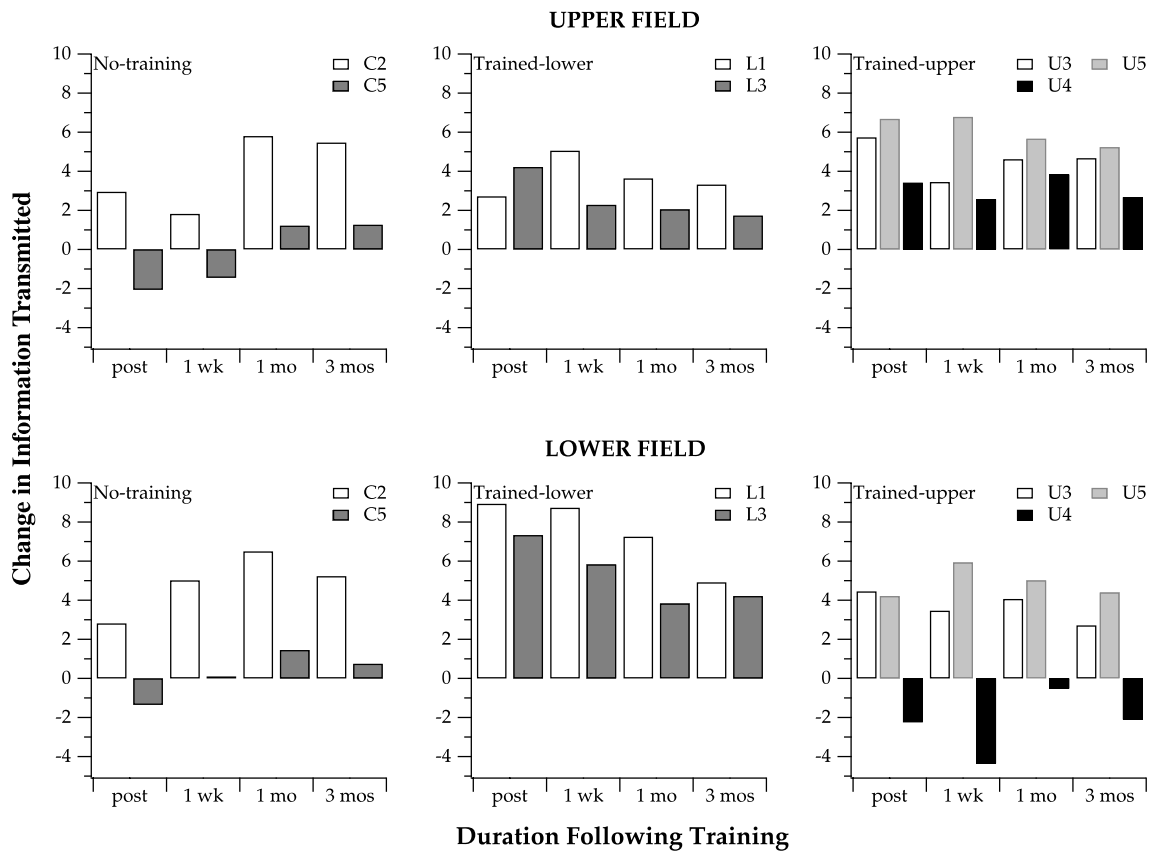 UPPER FIELD
No-training
C2
C5
10
8
6
4
2
0
-2
-4
post 1 wk 1 mo 3 mos
Trained-lower
L1
L3
10
8
6
4
2
0
-2
-4
post 1 wk 1 mo 3 mos
Trained-upper
U3 U5
U4
10
8
6
4
2
0
-2
-4
post 1 wk 1 mo 3 mos
Change in Information Transmitted
LOWER FIELD
No-training
C2
C5
10
8
6
4
2
0
-2
-4
post 1 wk 1 mo 3 mos
Trained-lower
L1
L3
10
8
6
4
2
0
-2
-4
post 1 wk 1 mo 3 mos
Trained-upper
U3 U5
U4
10
8
6
4
2
0
-2
-4
post 1 wk 1 mo 3 mos
Duration Following Training